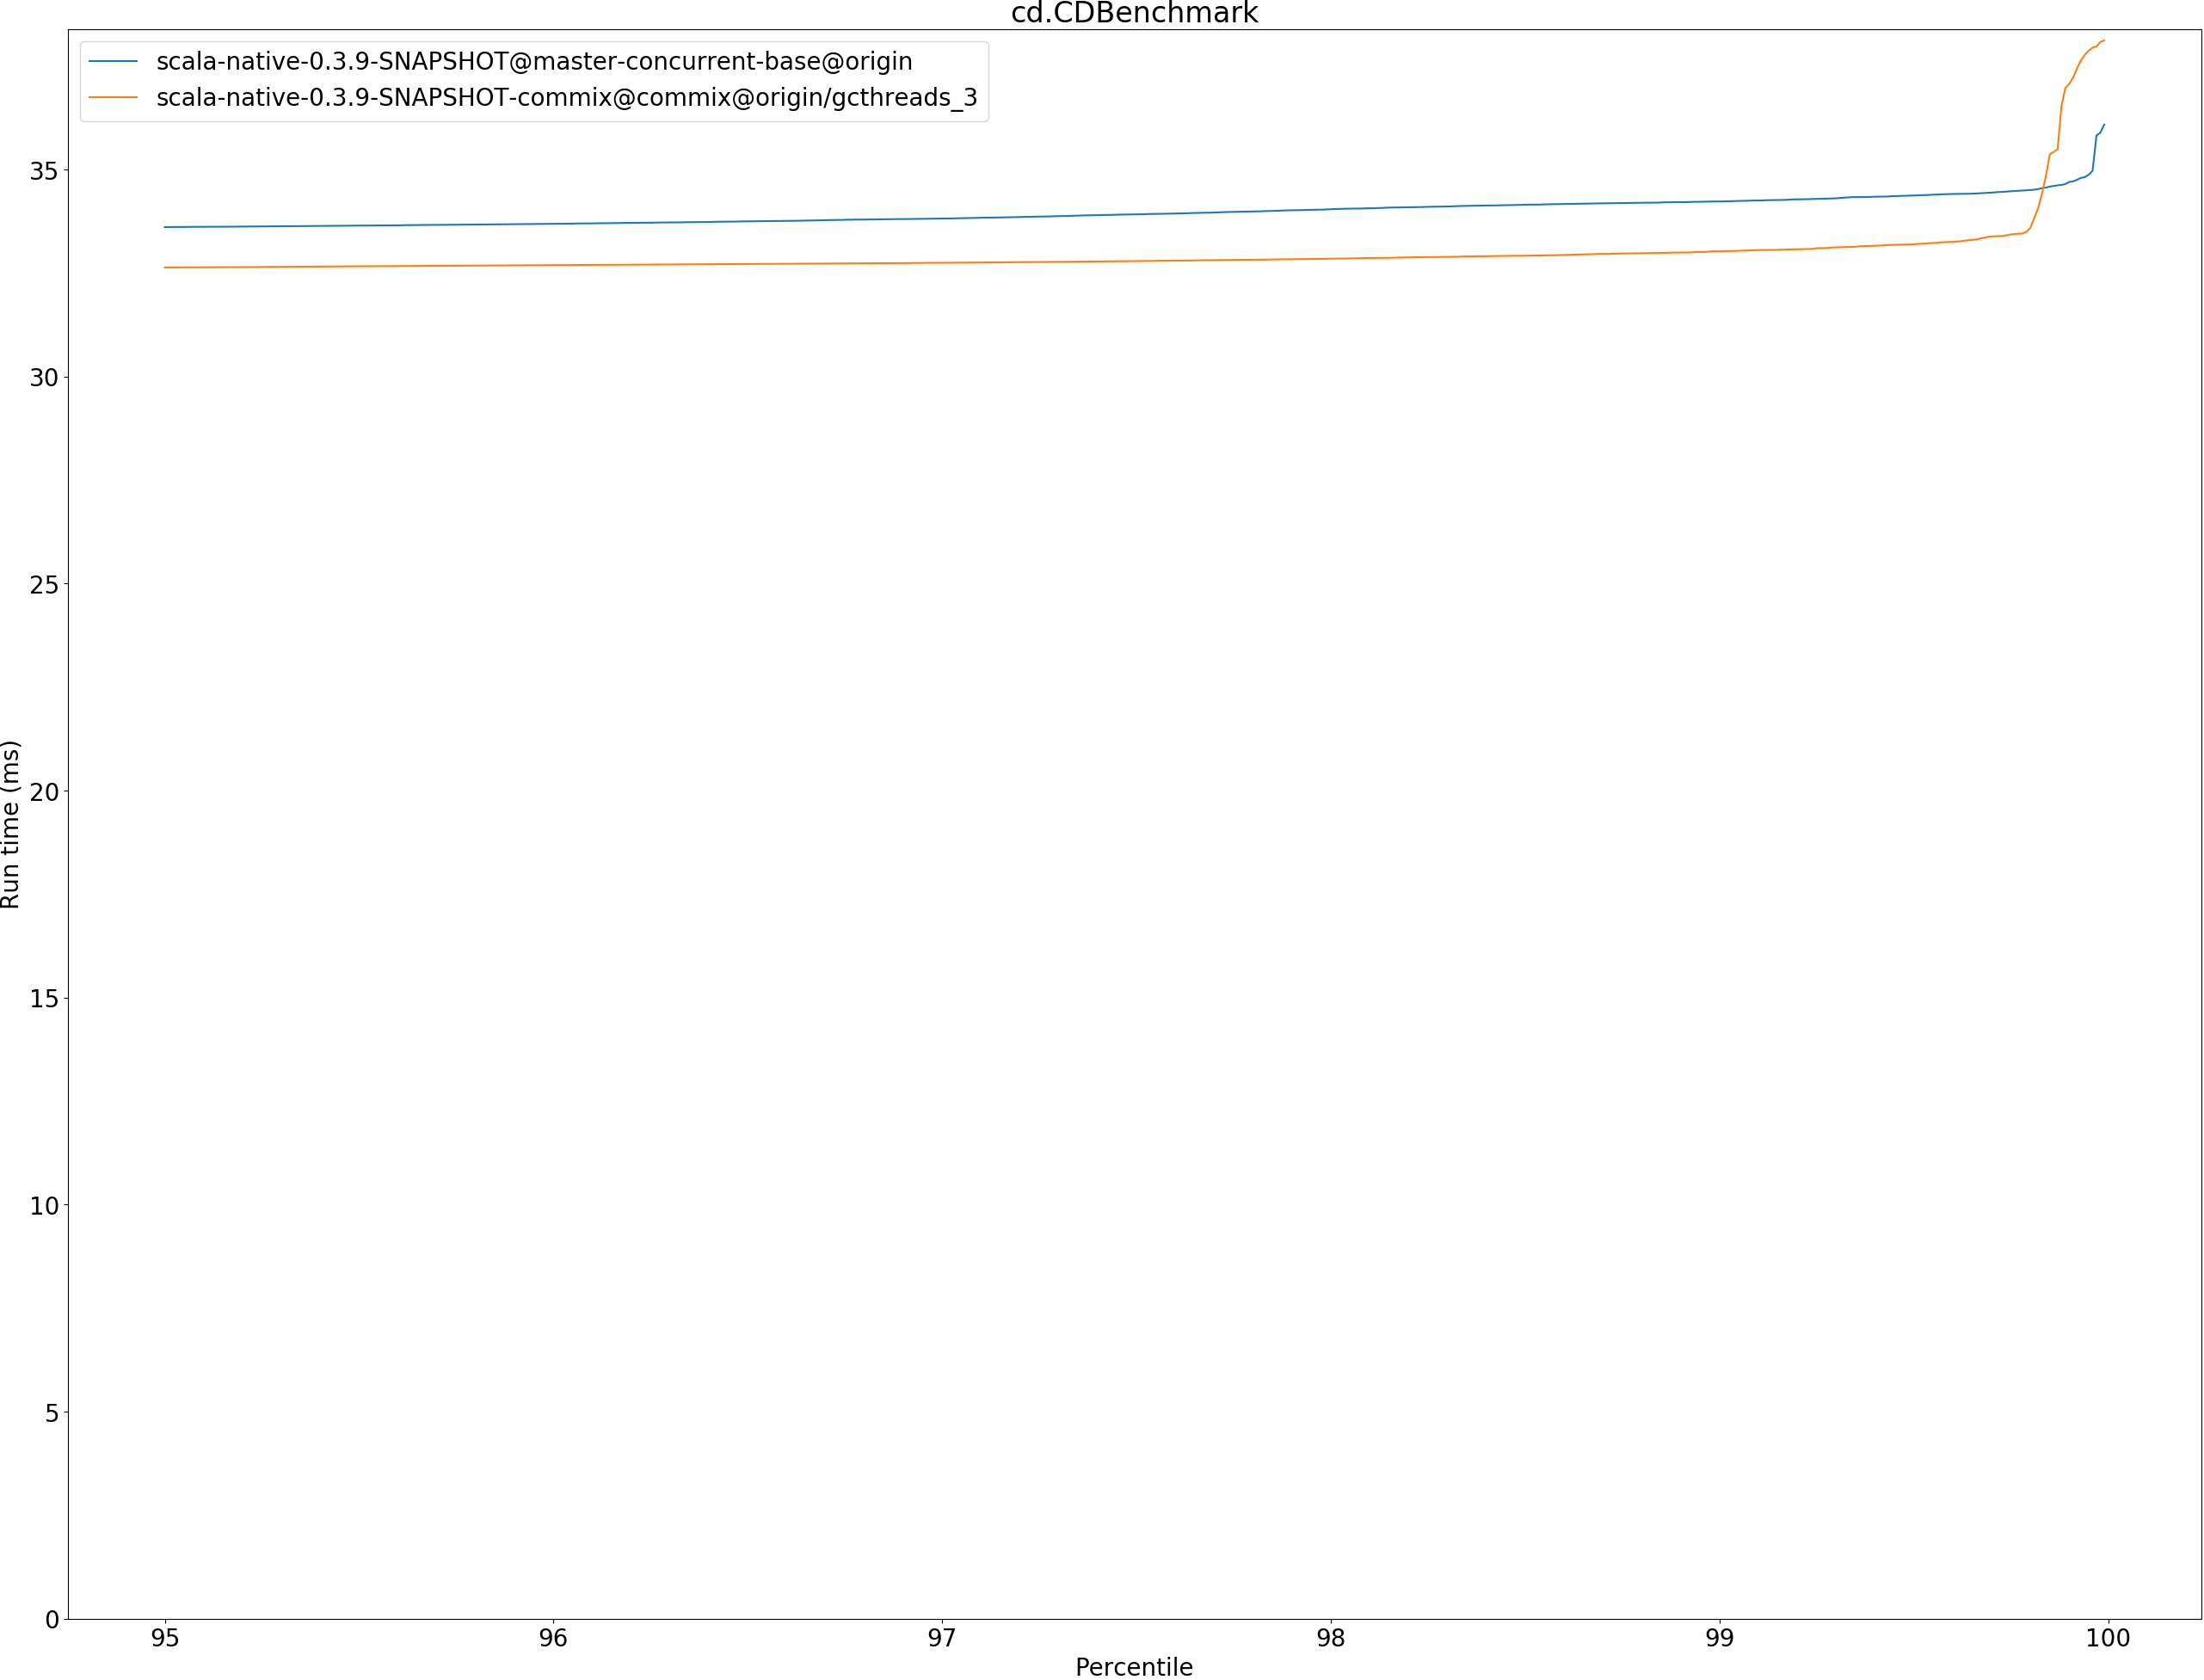 cd.CDBenchmark
scala-native-0.3.9-SNAPSHOT@master-concurrent-base@origin
scala-native-0.3.9-SNAPSHOT-commix@commix@origin/gcthreads_3
35
30
25
20
15
10
5
0
Run time (ms)
95 96 97 98 99 100
Percentile